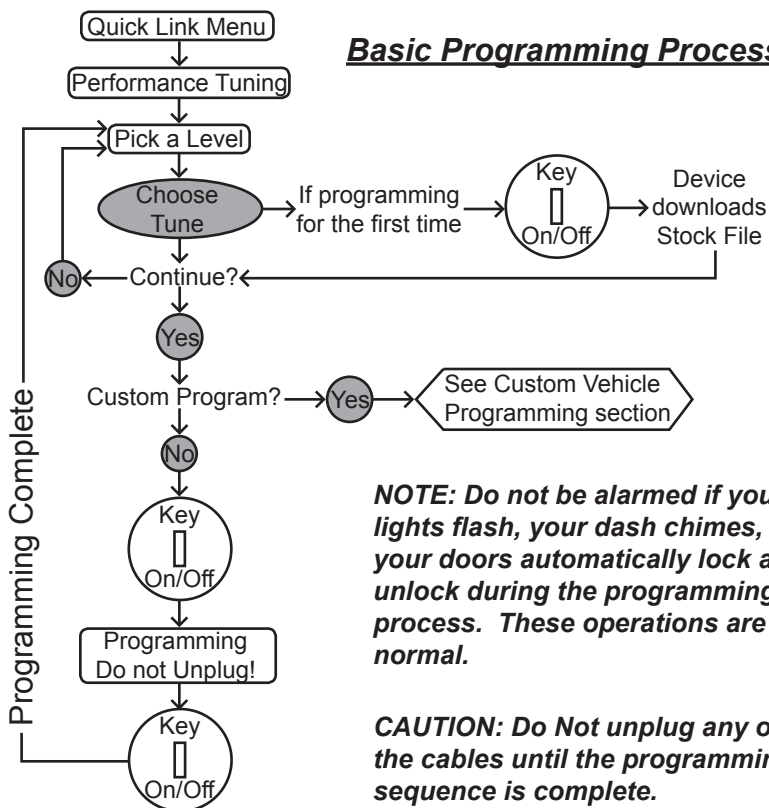 Quick Link Menu
Basic Programming Process
Performance Tuning
Pick a Level
Choose
Tune
If programming
for the first time
Key
On/Off
Device
downloads
Stock File
No
Continue?
Yes
Custom Program?
Yes
See Custom Vehicle
Programming section
No
Key
On/Off
Programming
Do not Unplug!
Key
On/Off
Programming Complete
NOTE: Do not be alarmed if you
lights flash, your dash chimes,
your doors automatically lock a
unlock during the programming
process. These operations are
normal.
CAUTION: Do Not unplug any o
the cables until the programmin
sequence is complete.